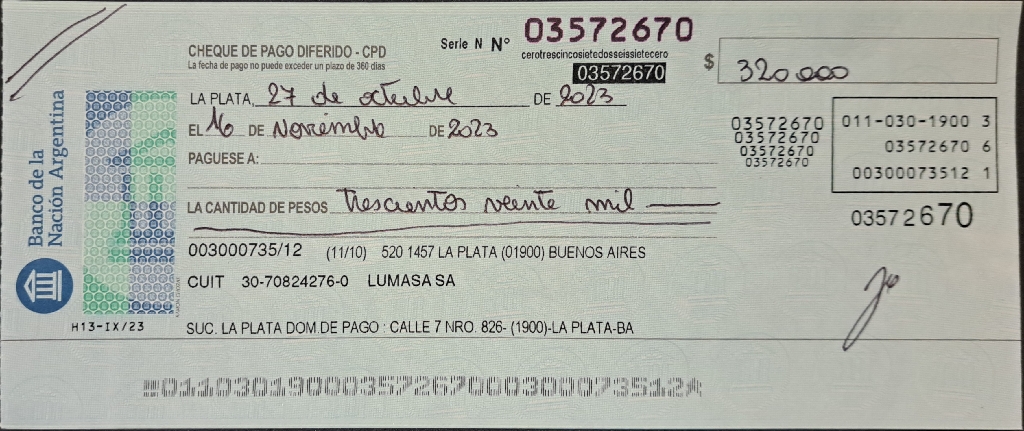 Serie N Nº 03572670
cerotrescincosietedosseissietecero
03572670
CHEQUE DE PAGO DIFERIDO - CPD
La fecha de pago no puede exceder un plazo de 360 dias
$ 320000
LA PLATA, 27 de octubre DE 2023
EL 16 DE Noviembre DE 2023
PAGUESE A:
LA CANTIDAD DE PESOS Trescientos veinte mil
03572670
03572670
03572670
03572670
011-030-1900 3
03572670 6
00300073512 1
03572670
Banco de la
Nación Argentina
003000735/12 (11/10) 520 1457 LA PLATA (01900) BUENOS AIRES
CUIT 30-70824276-0 LUMASA SA
H13-IX/23
SUC. LA PLATA DOM.DE PAGO : CALLE 7 NRO. 826- (1900)-LA PLATA-BA
01103019000357267000300073512